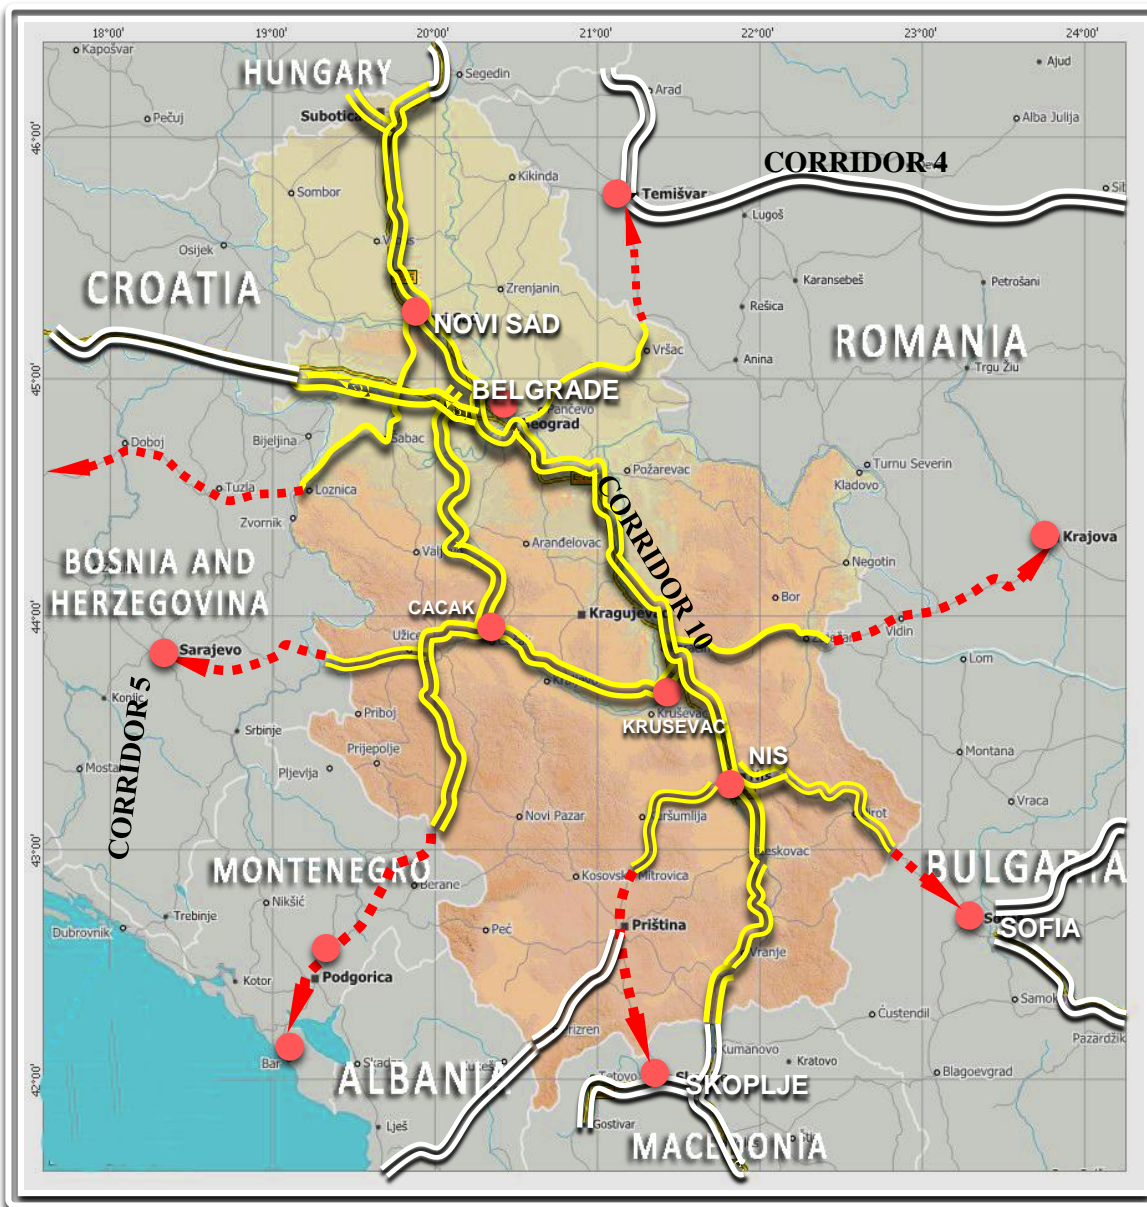 18°00'
19°00'
20°00'
21°00'
22°00'
23°00'
24°00'
Kapošvar
HUNGARY
Segedin
Arad
Ajud
Subotica
Pečuj
Alba Julija
46°00'
CORRIDOR 4
Kikinda
Sombor
Temišvar
Lugoš
Osijek
CROATIA
Zrenjanin
Karansebeš
Petrošani
Rešica
NOVI SAD
ROMANIA
Vršac
Anina
Trgu Žiu
45°00'
BELGRADE
Pančevo
Beograd
Doboj
Bijeljina
Šabac
Požarevac
Turnu Severin
Kladovo
Tuzla
Loznica
Zvornik
CORRIDOR 10
Krajova
Aranđelovac
BOSNIA AND
HERZEGOVINA
Negotin
Bor
CACAK
Kragujevac
44°00'
Užice
Vidin
Sarajevo
Lom
Konjic
CORRIDOR 5
Priboj
Kruševac
KRUSEVAC
Srbinje
Prijepolje
Pljevlja
NIS
Montana
Novi Pazar
Vraca
43°00'
Leskovac
MONTENEGRO
Berane
Kosovska Mitrovica
BULGARIA
Nikšić
Trebinje
Dubrovnik
Peć
Priština
SOFIA
Vranje
Kotor
Podgorica
Prizren
Ćustendil
Pazardžik
Bar
Kumanovo
Kratovo
42°00'
ALBANIA
Tetovo
SKOPLJE
Blagoevgrad
Lješ
Gostivar
MACEDONIA